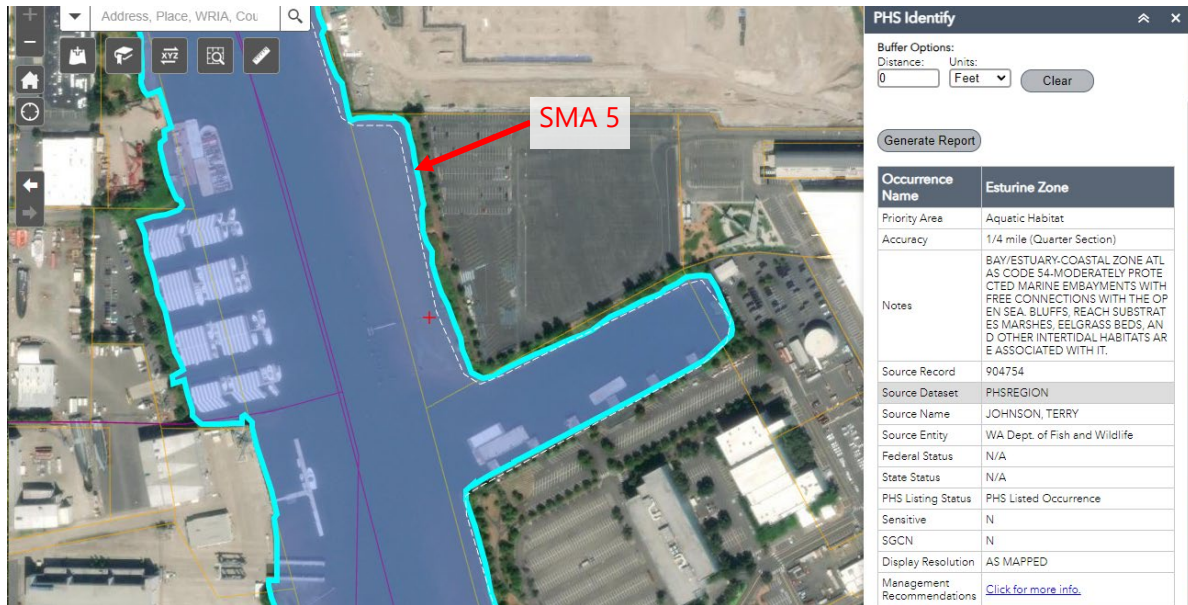 Address, Place, WRIA, Cou
XYZ
SMA 5
PHS Identify
Buffer Options:
Distance: Units:
0 Feet Clear
Generate Report
Occurrence Name Esturine Zone
Priority Area Aquatic Habitat
Accuracy 1/4 mile (Quarter Section)
Notes
BAY/ESTUARY-COASTAL ZONE ATL
AS CODE 54-MODERATELY PROTE
CTED MARINE EMBAYMENTS WITH
FREE CONNECTIONS WITH THE OP
EN SEA. BLUFFS, REACH SUBSTRAT
ES MARSHES, EELGRASS BEDS, AN
D OTHER INTERTIDAL HABITATS AR
E ASSOCIATED WITH IT.
Source Record 904754
Source Dataset PHSREGION
Source Name JOHNSON, TERRY
Source Entity WA Dept. of Fish and Wildlife
Federal Status N/A
State Status N/A
PHS Listing Status PHS Listed Occurrence
Sensitive N
SGCN N
Display Resolution AS MAPPED
Management Recommendations Click for more info.